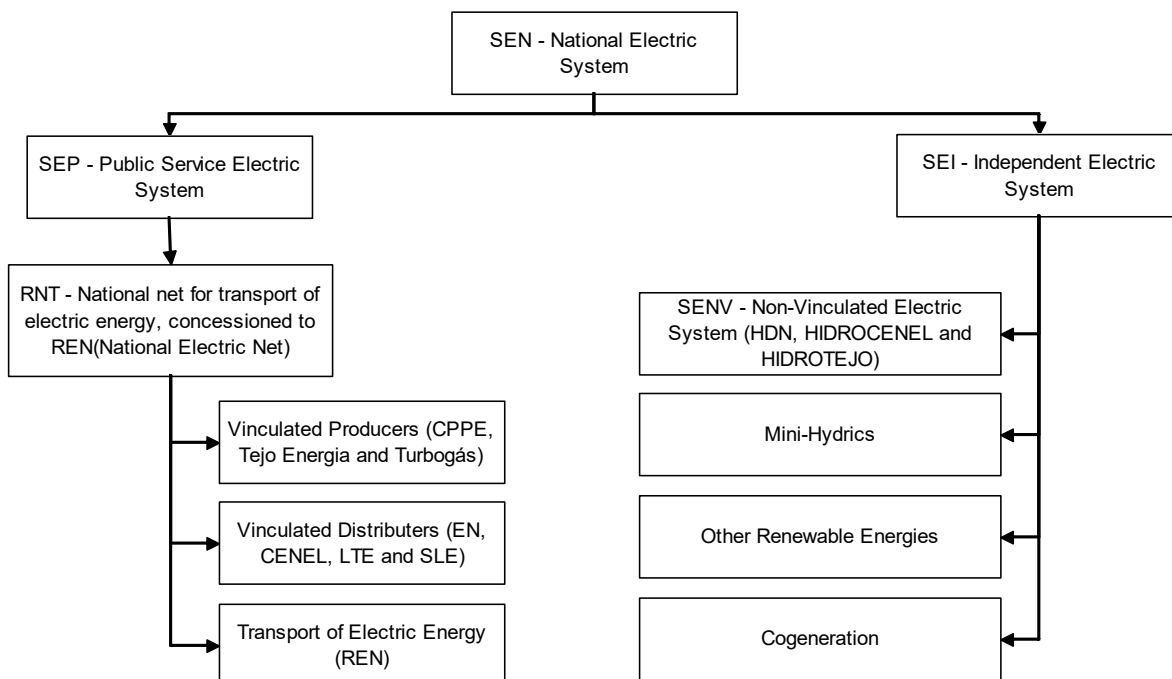 SEN - National Electric
System
SEP - Public Service Electric
System
SEI - Independent Electric
System
RNT - National net for transport of
electric energy, concessioned to
REN(National Electric Net)
SENV - Non-Vinculated Electric
System (HDN, HIDROCENEL and
HIDROTEJO)
Vinculated Producers (CPPE,
Tejo Energia and Turbogás)
Mini-Hydrics
Vinculated Distributers (EN,
CENEL, LTE and SLE)
Other Renewable Energies
Transport of Electric Energy
(REN)
Cogeneration